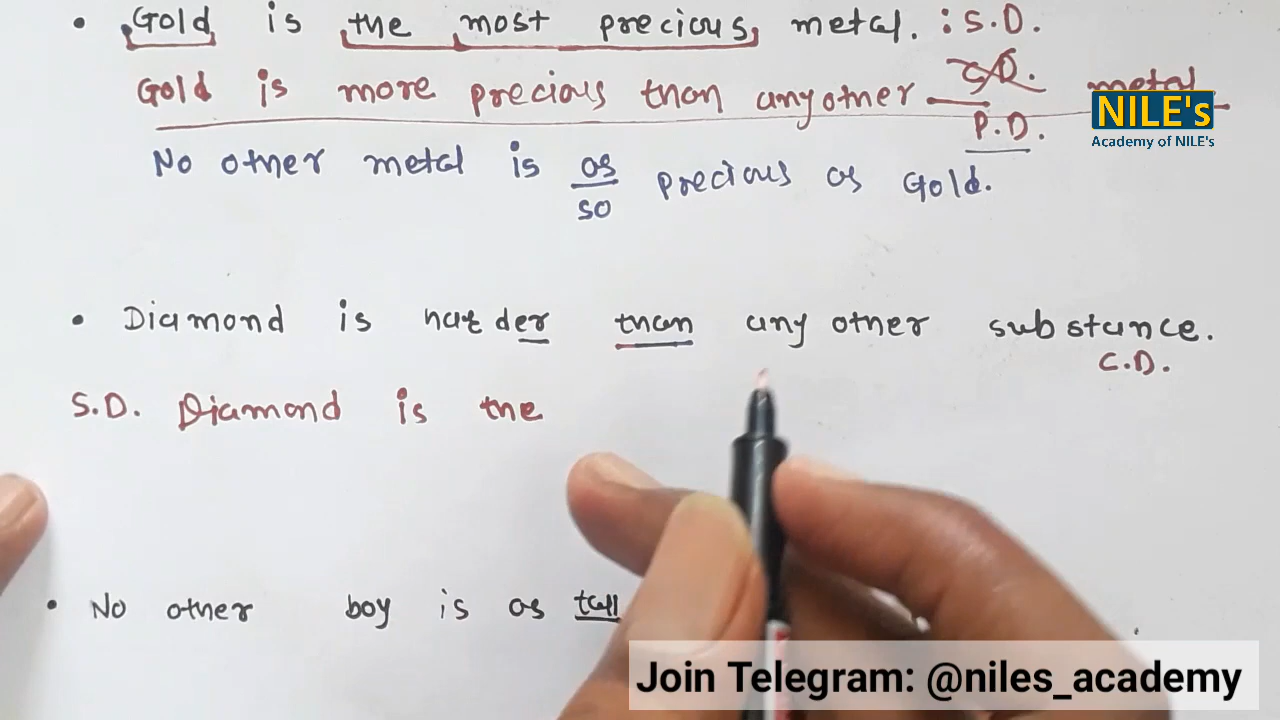 • Gold is the most precious metal. : S.D.
Gold is more precious than any other metal
C.D.
P.D.
No other metal is as precious as Gold.
so
NILE's
Academy of NILE's
• Diamond is harder than any other substance.
C.D.
S.D. Diamond is the
• No other boy is as tall
Join Telegram: @niles_academy